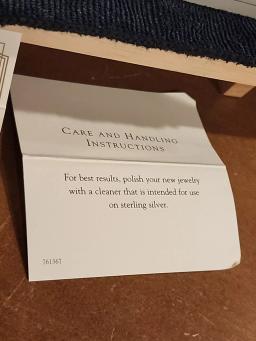 CARE AND HANDLING
INSTRUCTIONS
For best results, polish your new jewelry
with a cleaner that is intended for use
on sterling silver.
761367